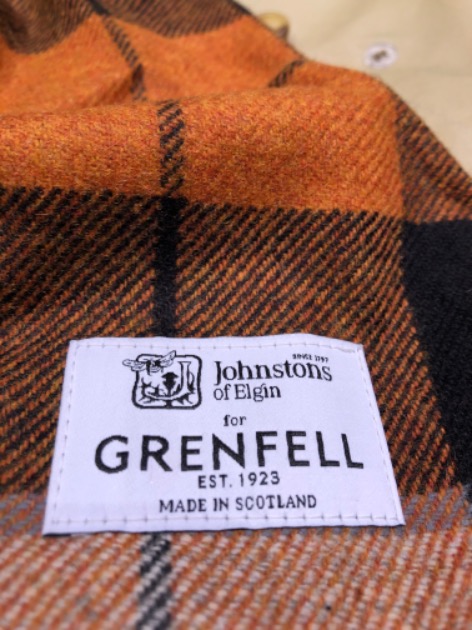 SINCE 1797
Johnstons
of Elgin
for
GRENFELL
EST. 1923
MADE IN SCOTLAND